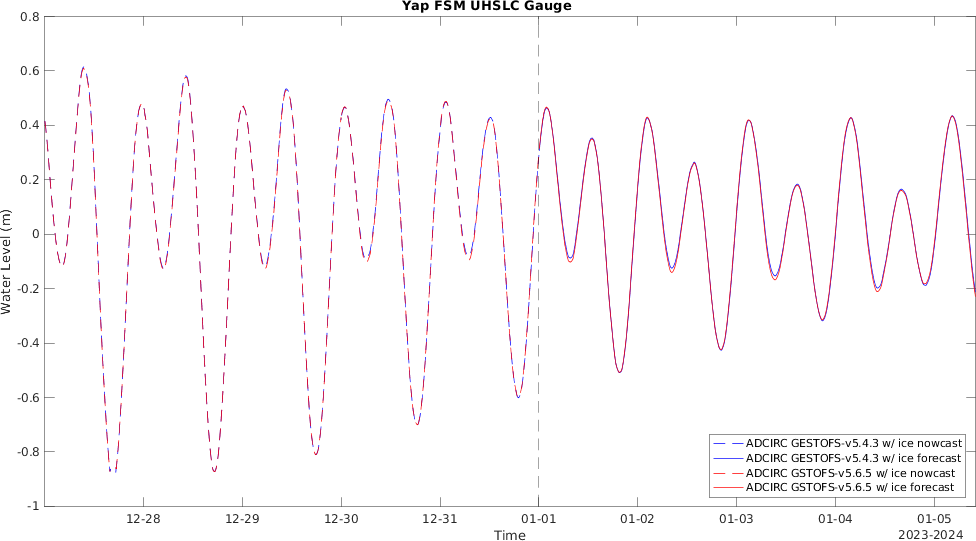 Yap FSM UHSLC Gauge
0.8
0.6
0.4
0.2
0
-0.2
-0.4
-0.6
-0.8
-1
Water Level (m)
ADCIRC GESTOFS-v5.4.3 w/ ice nowcast
ADCIRC GESTOFS-v5.4.3 w/ ice forecast
ADCIRC GSTOFS-v5.6.5 w/ ice nowcast
ADCIRC GSTOFS-v5.6.5 w/ ice forecast
12-28 12-29 12-30 12-31 01-01 01-02 01-03 01-04 01-05
Time
2023-2024